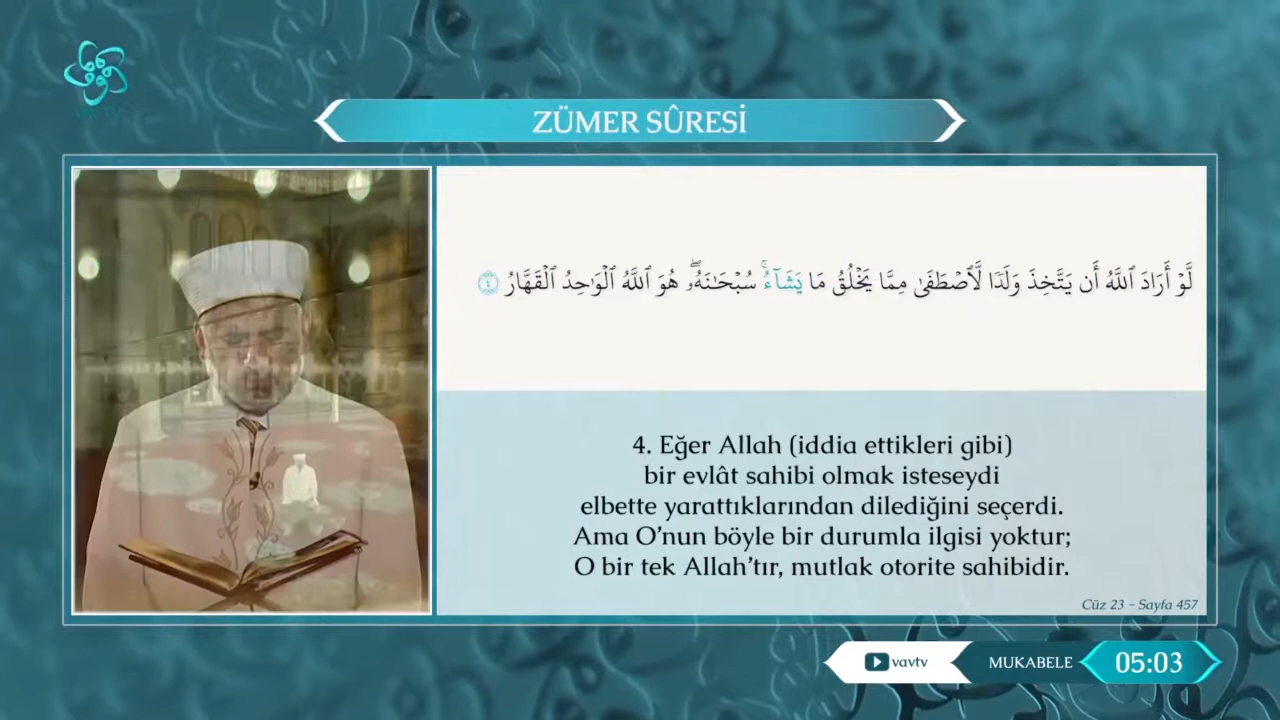 VAV TV
ZÜMER SÛRESİ
لَّوْ أَرَادَ ٱللَّهُ أَن يَتَّخِذَ وَلَدًا لَّٱصْطَفَىٰ مِمَّا يَخْلُقُ مَا يَشَآءُ ۚ سُبْحَـٰنَهُۥ ۖ هُوَ ٱللَّهُ ٱلْوَٰحِدُ ٱلْقَهَّارُ ٤
4. Eğer Allah (iddia ettikleri gibi)
bir evlât sahibi olmak isteseydi
elbette yarattıklarından dilediğini seçerdi.
Ama O’nun böyle bir durumla ilgisi yoktur;
O bir tek Allah’tır, mutlak otorite sahibidir.
Cüz 23 - Sayfa 457
vavtv
MUKABELE
05:03